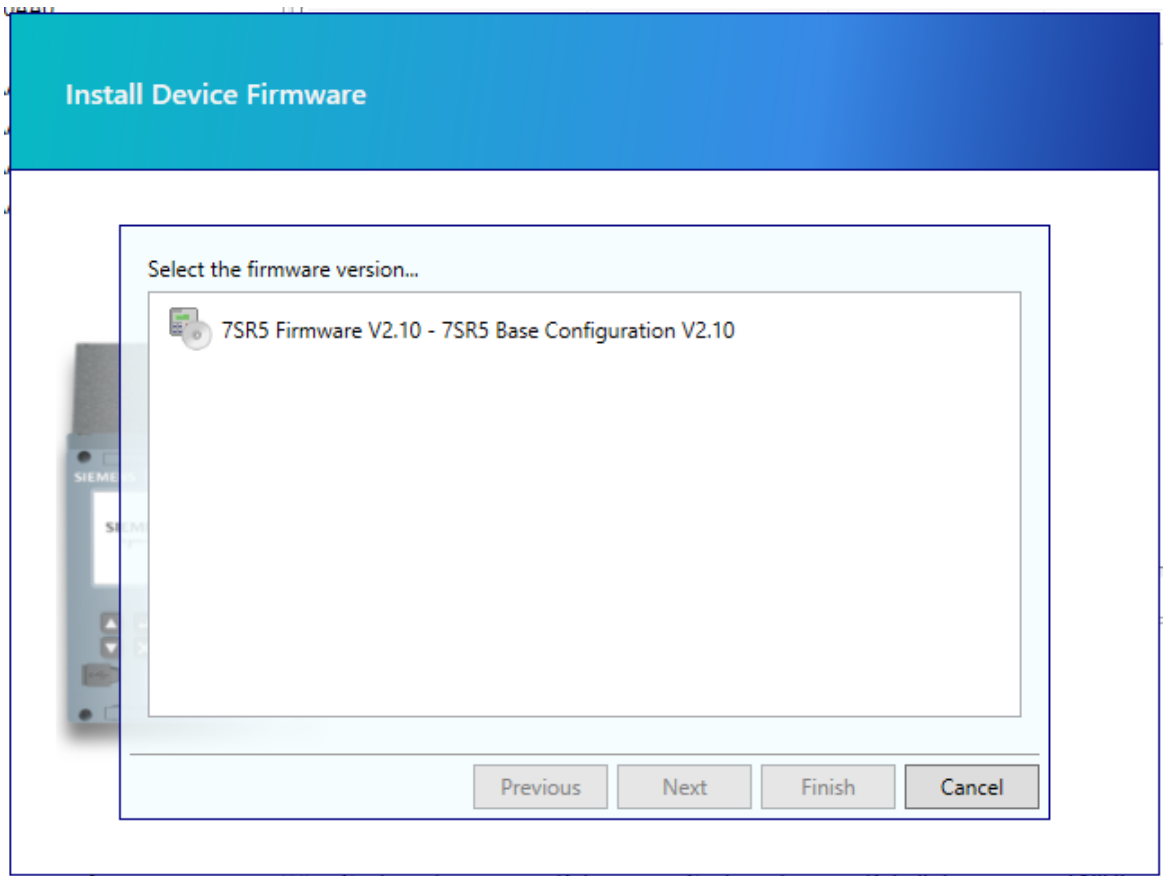 Install Device Firmware
Select the firmware version...
7SR5 Firmware V2.10 - 7SR5 Base Configuration V2.10
SIEMENS
Previous
Next
Finish
Cancel